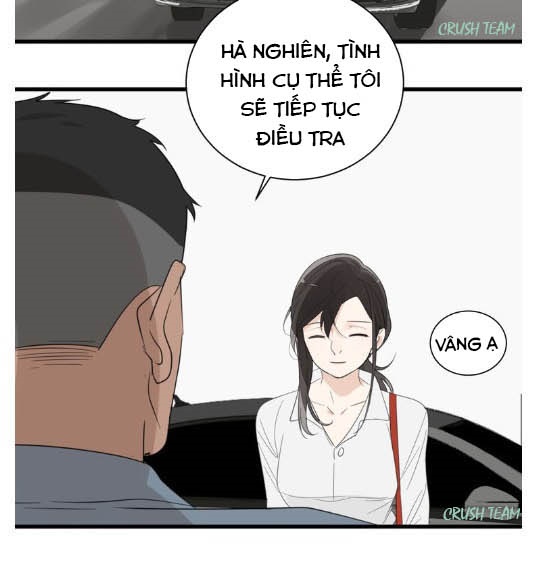 CRUSH TEAM
HÀ NGHIÊN, TÌNH
HÌNH CỤ THỂ TÔI
SẼ TIẾP TỤC
ĐIỀU TRA
VÂNG Ạ
CRUSH TEAM